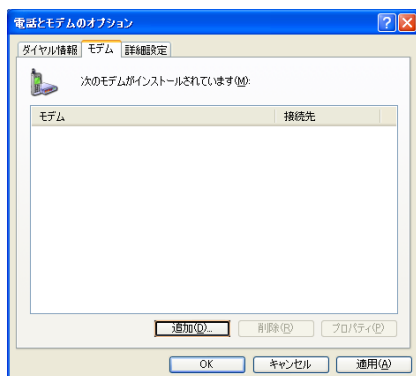 電話とモデムのオプション
ダイヤル情報 モデム 詳細設定
次のモデムがインストールされています(M):
モデム 接続先
追加(D)... 削除(R) プロパティ(P)
OK キャンセル 適用(A)